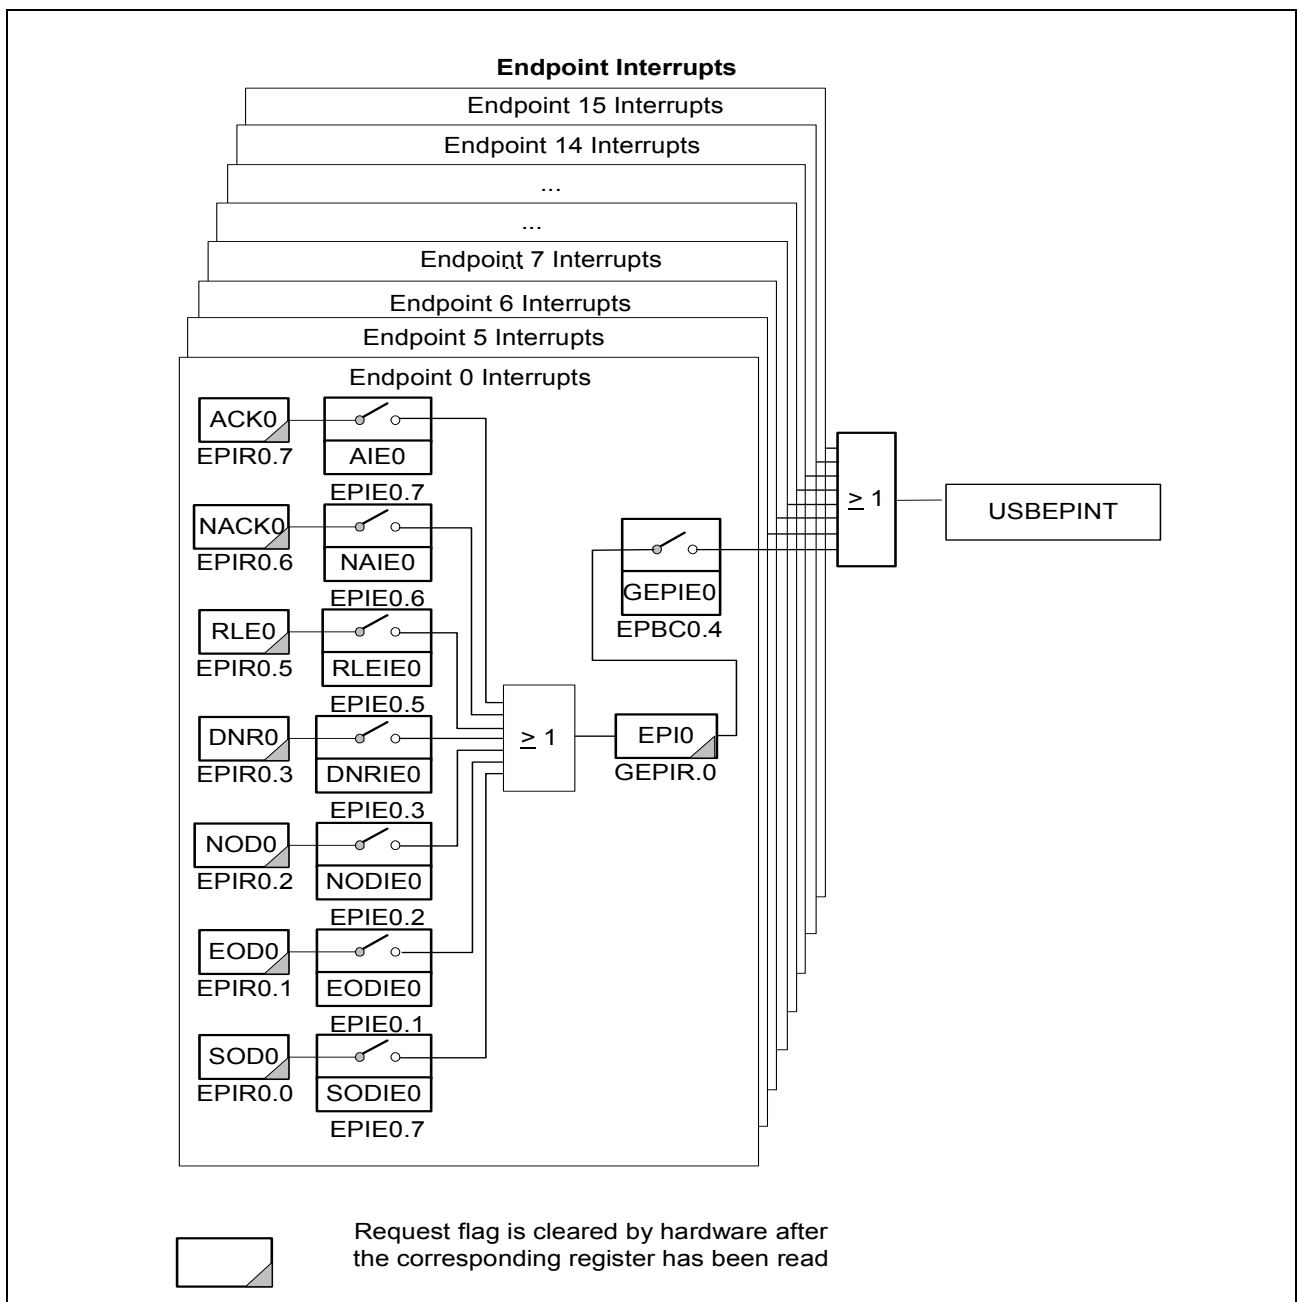 Endpoint Interrupts
Endpoint 15 Interrupts
Endpoint 14 Interrupts
...
...
Endpoint 7 Interrupts
...
Endpoint 6 Interrupts
Endpoint 5 Interrupts
Endpoint 0 Interrupts
ACK0
EPIR0.7
AIE0
EPIE0.7
NACK0
EPIR0.6
NAIE0
EPIE0.6
RLE0
EPIR0.5
RLEIE0
EPIE0.5
DNR0
EPIR0.3
DNRIE0
EPIE0.3
NOD0
EPIR0.2
NODIE0
EPIE0.2
EOD0
EPIR0.1
EODIE0
EPIE0.1
SOD0
EPIR0.0
SODIE0
EPIE0.7
≥ 1
EPI0
GEPIR.0
GEPIE0
EPBC0.4
≥ 1
USBEPINT
Request flag is cleared by hardware after
the corresponding register has been read